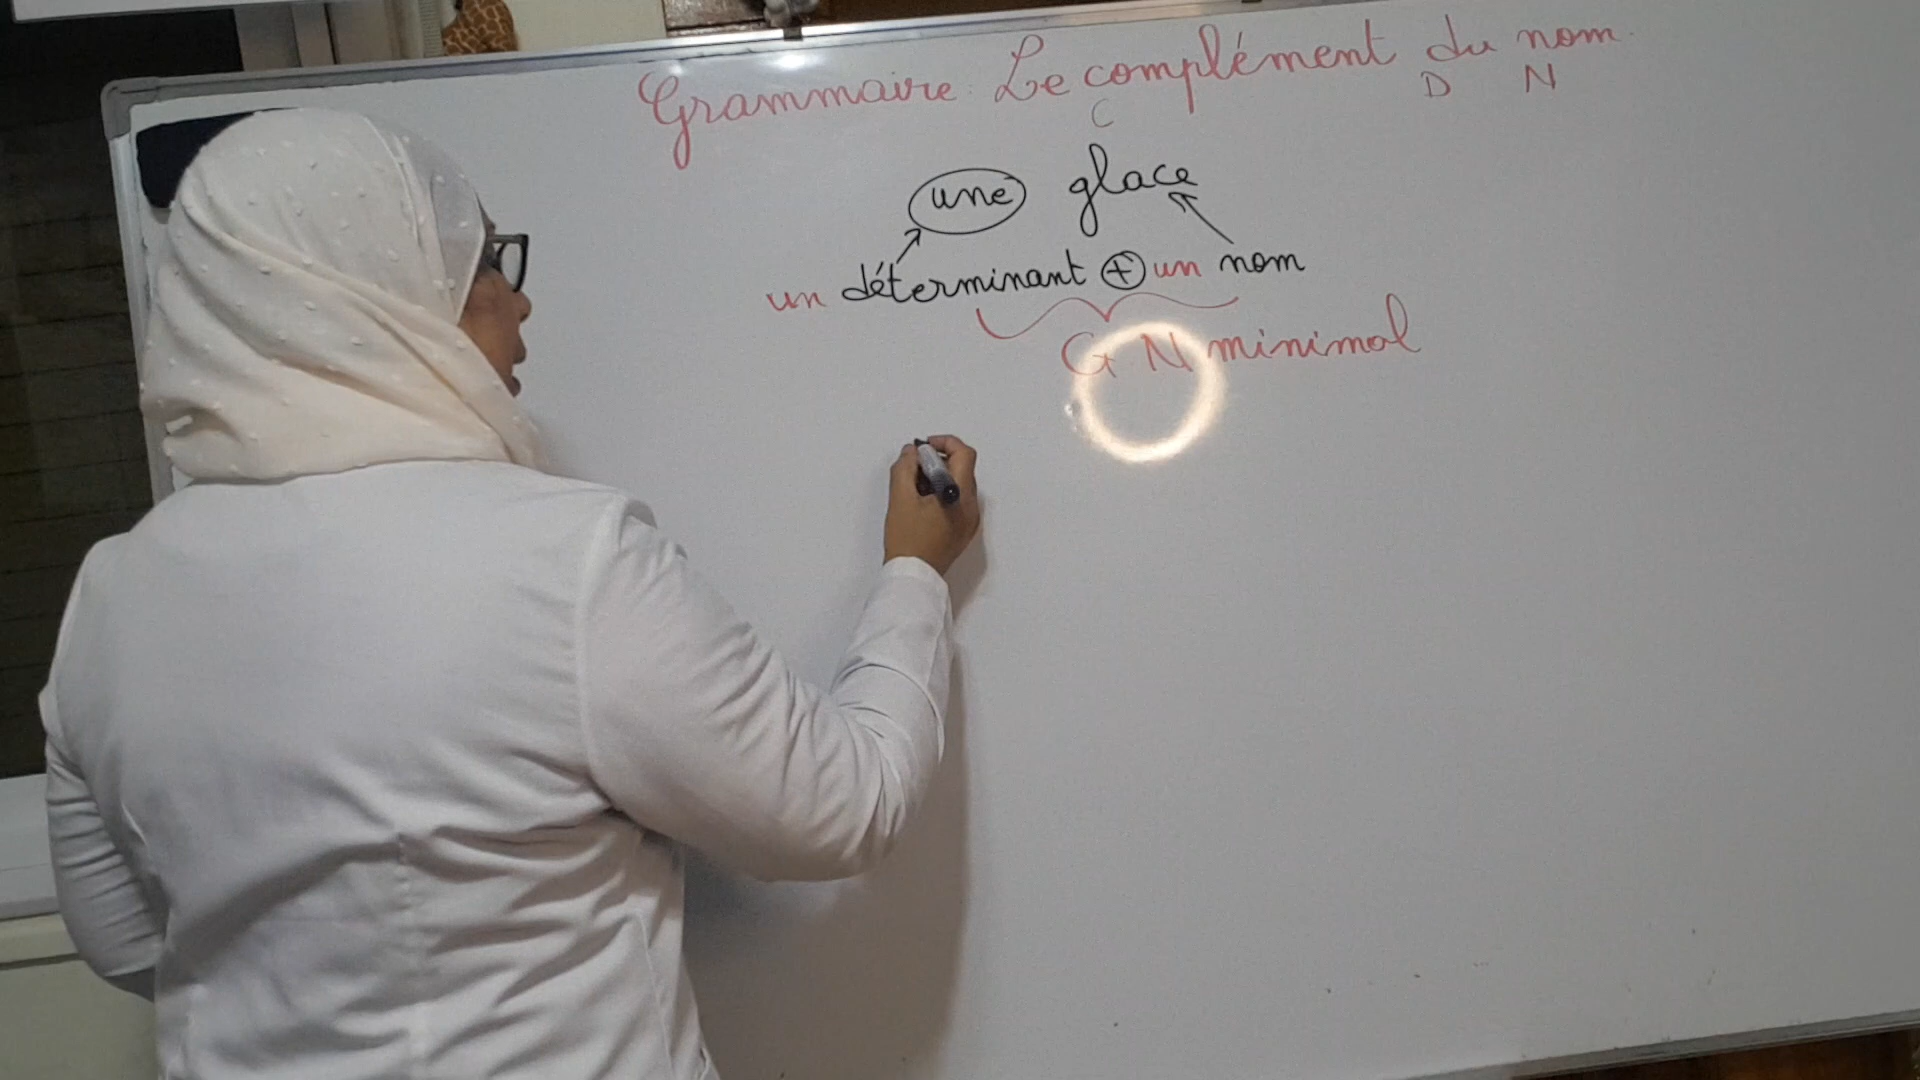 Grammaire : Le complément du nom.
C D N
une glace
un déterminant + un nom
G.N minimal